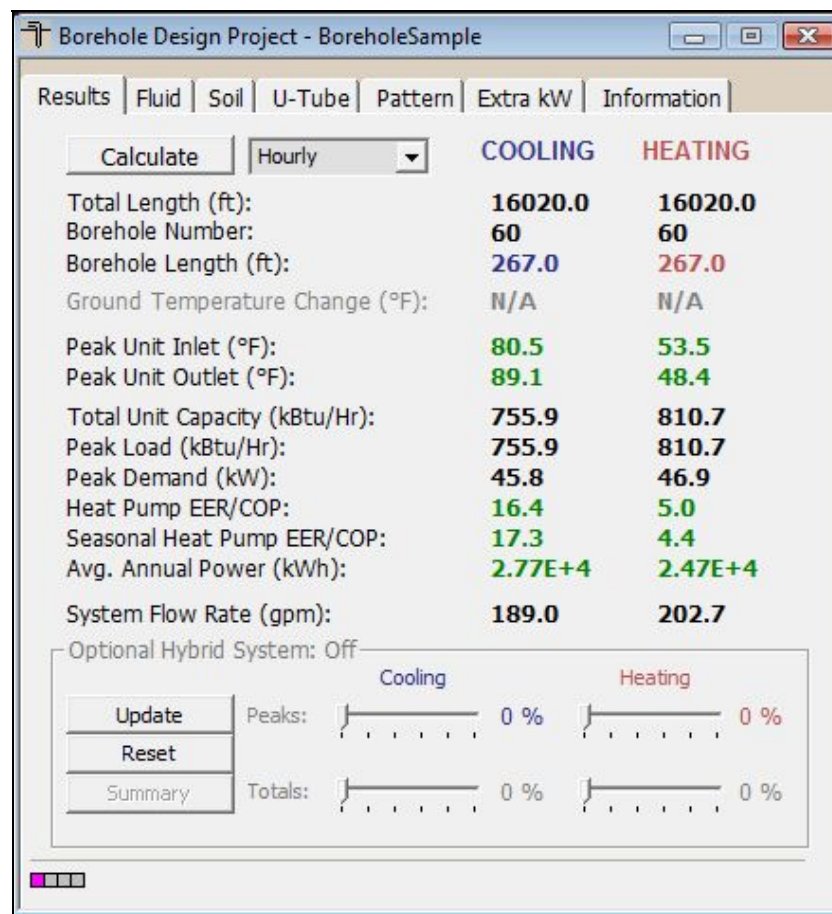 Borehole Design Project - BoreholeSample
Results Fluid Soil U-Tube Pattern Extra kW Information
Calculate Hourly COOLING HEATING
Total Length (ft): 16020.0 16020.0
Borehole Number: 60 60
Borehole Length (ft): 267.0 267.0
Ground Temperature Change (°F): N/A N/A
Peak Unit Inlet (°F): 80.5 53.5
Peak Unit Outlet (°F): 89.1 48.4
Total Unit Capacity (kBtu/Hr): 755.9 810.7
Peak Load (kBtu/Hr): 755.9 810.7
Peak Demand (kW): 45.8 46.9
Heat Pump EER/COP: 16.4 5.0
Seasonal Heat Pump EER/COP: 17.3 4.4
Avg. Annual Power (kWh): 2.77E+4 2.47E+4
System Flow Rate (gpm): 189.0 202.7
Optional Hybrid System: Off
Cooling Heating
Update Peaks: 0 % 0 %
Reset
Summary Totals: 0 % 0 %